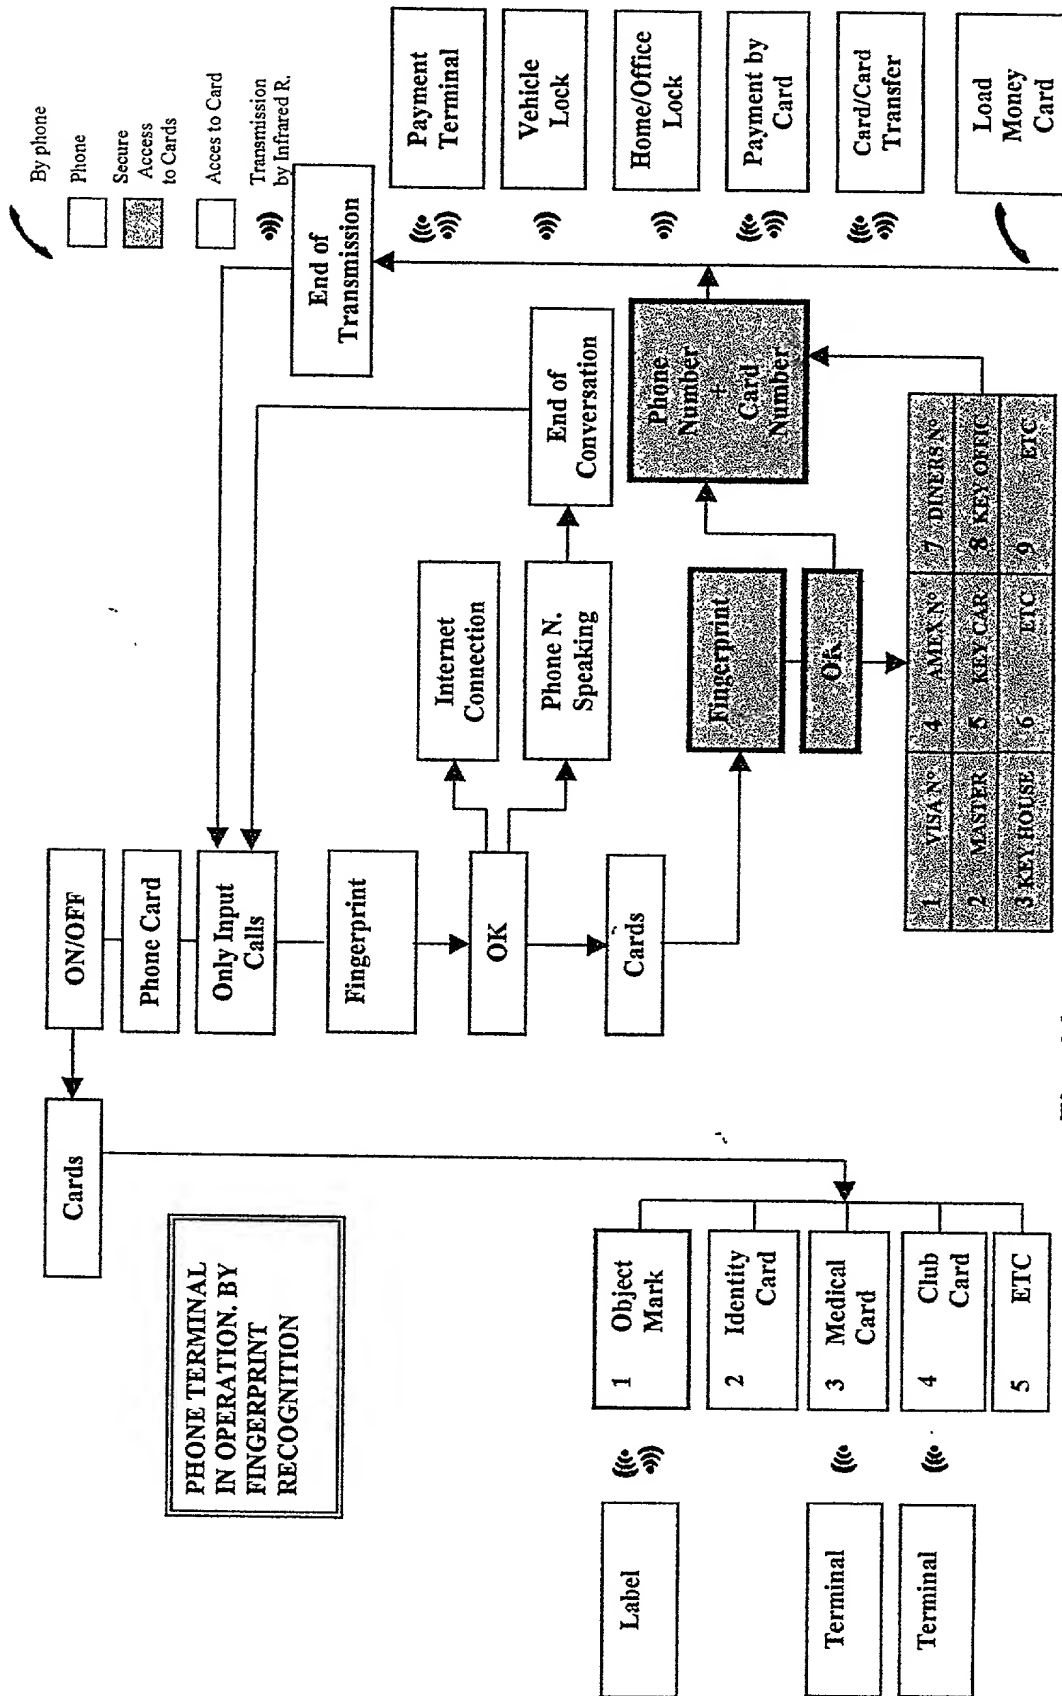 PHONE TERMINAL
IN OPERATION. BY
FINGERPRINT
RECOGNITION
Cards
ON/OFF
Phone Card
Only Input
Calls
Fingerprint
OK
Cards
Internet
Connection
Phone N.
Speaking
End of
Conversation
End of
Transmission
By phone
Phone
Secure
Access
to Cards
Acces to Card
Transmission
by Infrared R.
Label
Terminal
Terminal
1 Object
Mark
2 Identity
Card
3 Medical
Card
4 Club
Card
5 ETC
Fingerprint
OK
Phone
Number
+
Card
Number
1 VISA Nº 4 AMEX Nº 7 DINERS Nº
2 MASTER 5 KEY CAR 8 KEY OFFIC
3 KEY HOUSE 6 ETC 9 ETC
Payment
Terminal
Vehicle
Lock
Home/Office
Lock
Payment by
Card
Card/Card
Transfer
Load
Money
Card